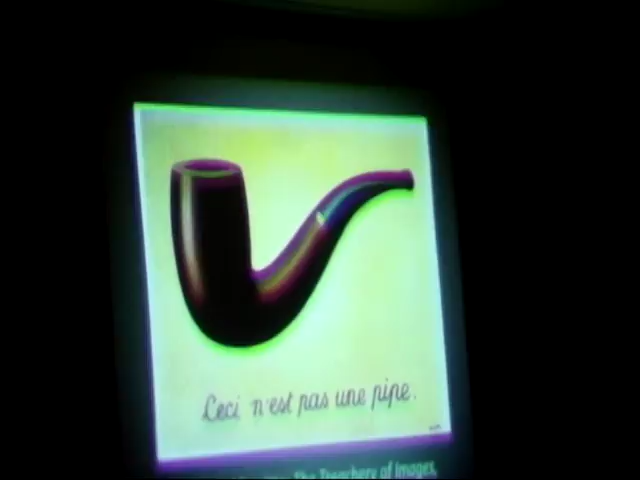 Ceci n'est pas une pipe.
The Treachery of Images,